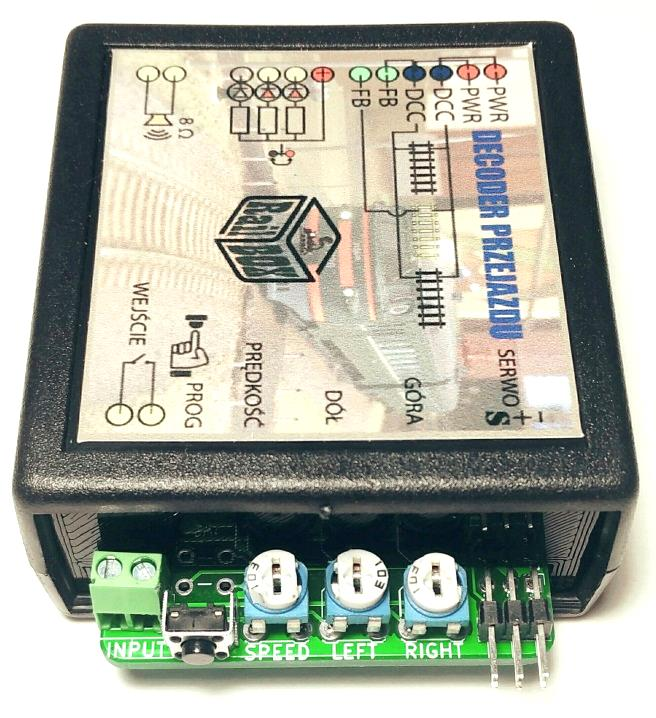 DECODER PRZEJAZDU
-PWR
-PWR
-DCC
-DCC
-FB
-FB
8Ω
RailBOX
WEJŚCIE
PROG
PRĘDKOŚĆ
DÓŁ
GÓRA
SERWO
- + S
INPUT
SPEED
LEFT
RIGHT